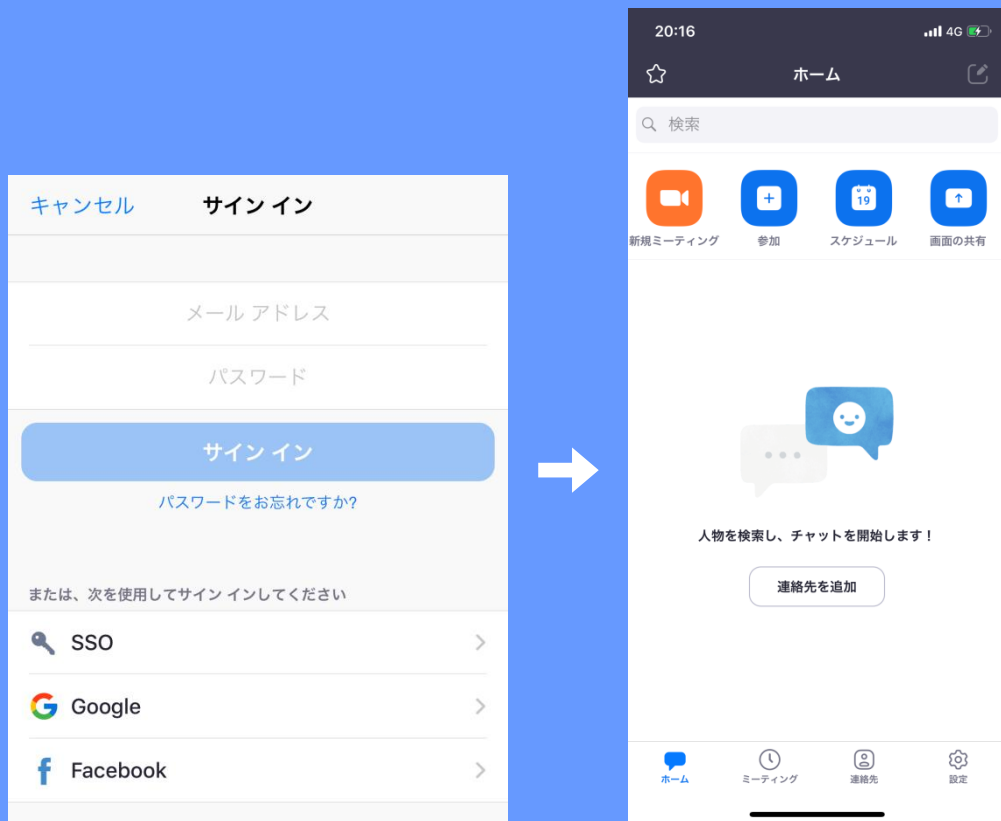 キャンセル
サイン イン
メール アドレス
パスワード
サイン イン
パスワードをお忘れですか?
または、次を使用してサイン インしてください
SSO
Google
Facebook
20:16
4G
ホーム
検索
新規ミーティング
参加
19
スケジュール
画面の共有
人物を検索し、チャットを開始します！
連絡先を追加
ホーム
ミーティング
連絡先
設定